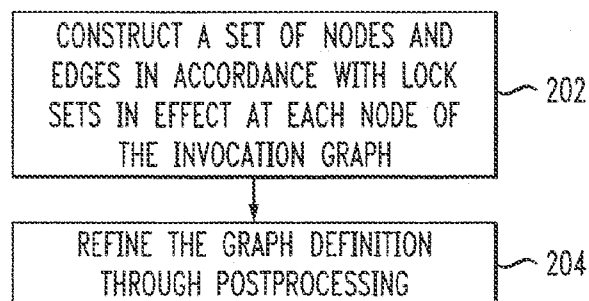 CONSTRUCT A SET OF NODES AND
EDGES IN ACCORDANCE WITH LOCK
SETS IN EFFECT AT EACH NODE OF
THE INVOCATION GRAPH
202
REFINE THE GRAPH DEFINITION
THROUGH POSTPROCESSING
204